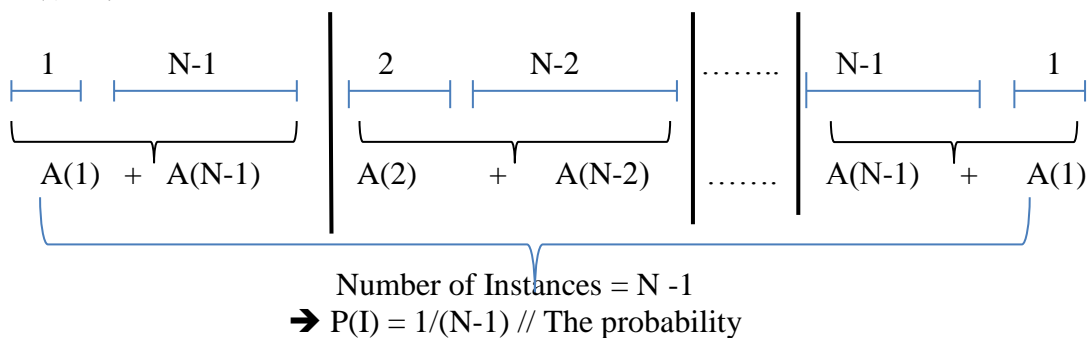 1 N-1 2 N-2 …….. N-1 1
A(1) + A(N-1) A(2) + A(N-2) ……. A(N-1) + A(1)
Number of Instances = N -1
➔ P(I) = 1/(N-1) // The probability